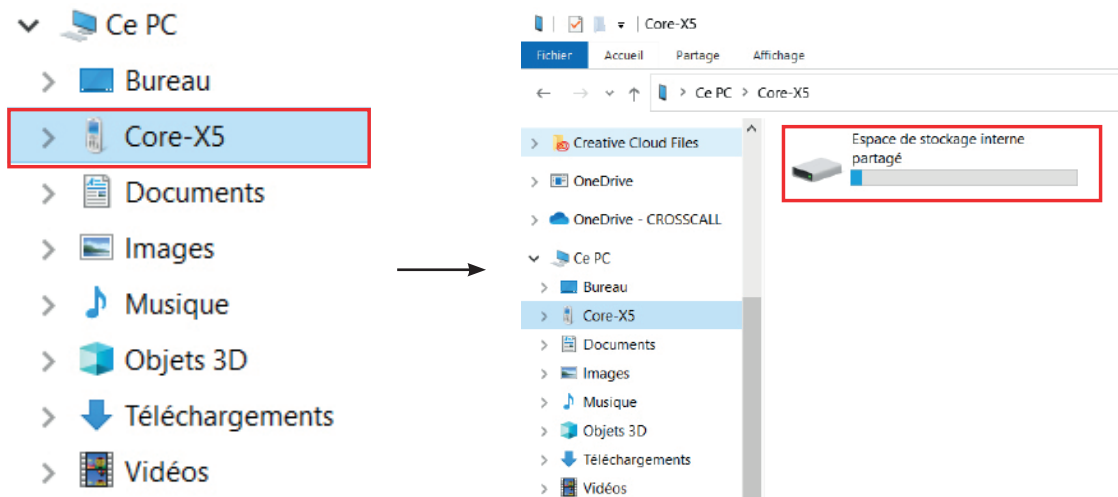 Ce PC
Bureau
Core-X5
Documents
Images
Musique
Objets 3D
Téléchargements
Vidéos
Core-X5
Fichier Accueil Partage Affichage
Ce PC > Core-X5
Creative Cloud Files
OneDrive
OneDrive - CROSSCALL
Ce PC
Bureau
Core-X5
Documents
Images
Musique
Objets 3D
Téléchargements
Vidéos
Espace de stockage interne
partagé